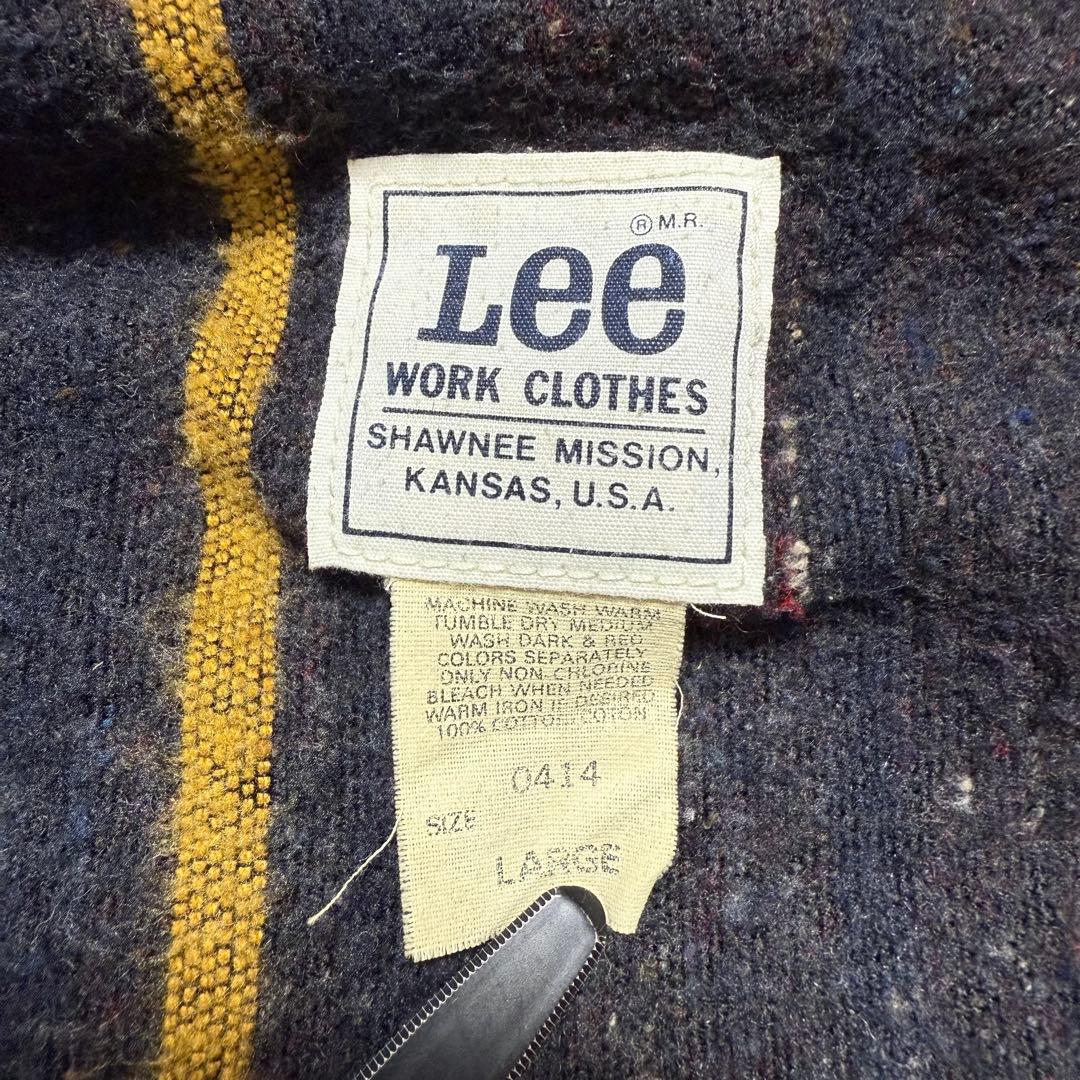 ® M.R.
Lee
WORK CLOTHES
SHAWNEE MISSION,
KANSAS, U.S.A.
MACHINE WASH WARM
TUMBLE DRY MEDIUM
WASH DARK & RED
COLORS SEPARATELY
ONLY NON-CHLORINE
BLEACH WHEN NEEDED
WARM IRON IF DESIRED
100% COTTON/COTON
0414
SIZE
LARGE